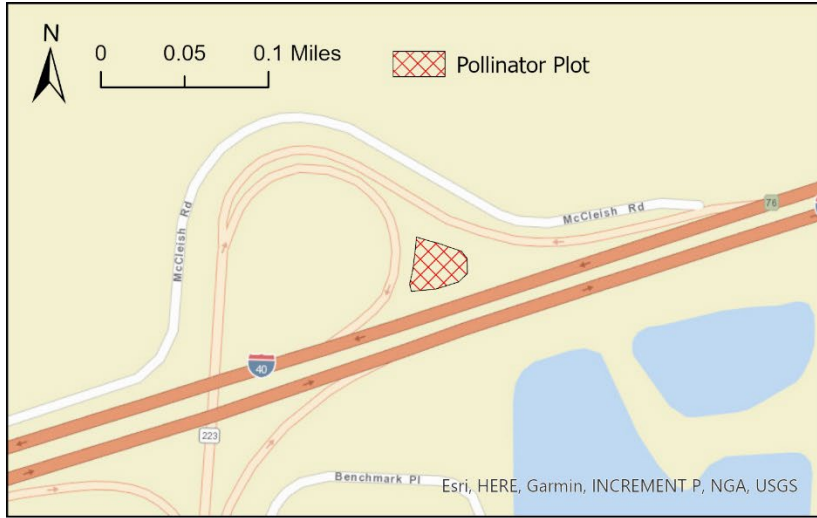 N
0 0.05 0.1 Miles
Pollinator Plot
McCleish Rd
McCleish Rd
76
40
223
Benchmark Pl
Esri, HERE, Garmin, INCREMENT P, NGA, USGS